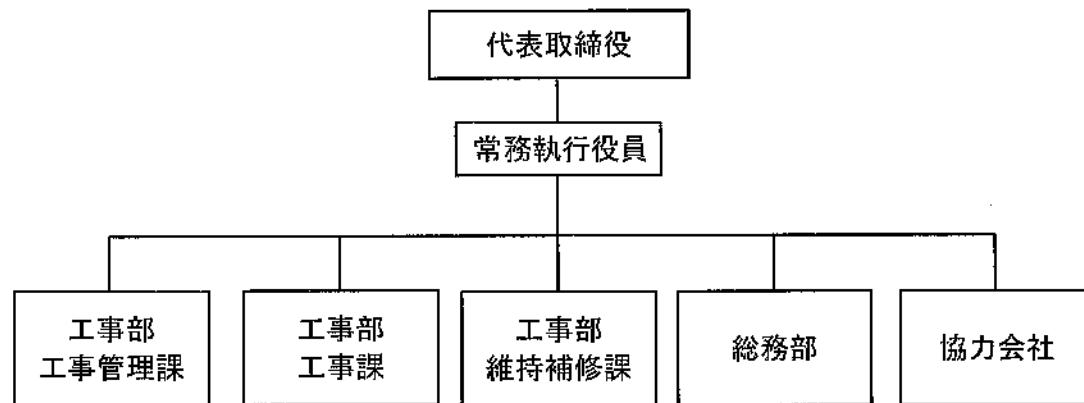 代表取締役
常務執行役員
工事部
工事管理課
工事部
工事課
工事部
維持補修課
総務部
協力会社